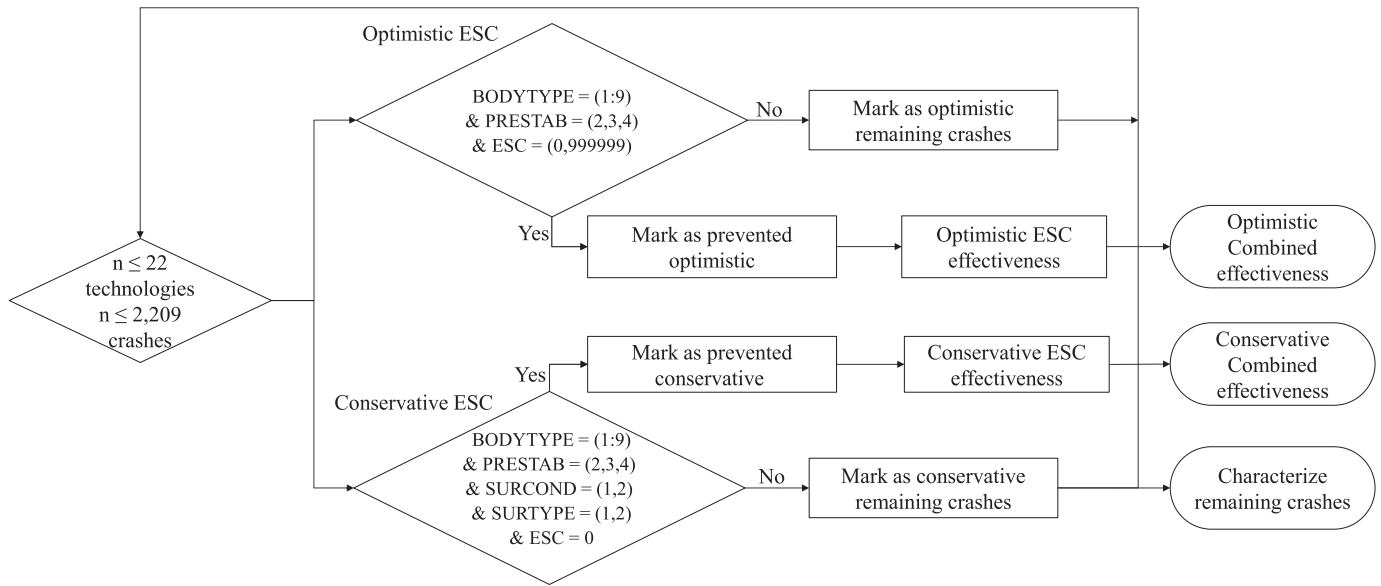 Optimistic ESC
BODYTYPE = (1:9)
& PRESTAB = (2,3,4)
& ESC = (0,999999)
No
Mark as optimistic
remaining crashes
Yes
Mark as prevented
optimistic
Optimistic ESC
effectiveness
Optimistic
Combined
effectiveness
n ≤ 22
technologies
n ≤ 2,209
crashes
Mark as prevented
conservative
Conservative ESC
effectiveness
Conservative
Combined
effectiveness
Yes
Conservative ESC
BODYTYPE = (1:9)
& PRESTAB = (2,3,4)
& SURCOND = (1,2)
& SURTYPE = (1,2)
& ESC = 0
No
Mark as conservative
remaining crashes
Characterize
remaining crashes